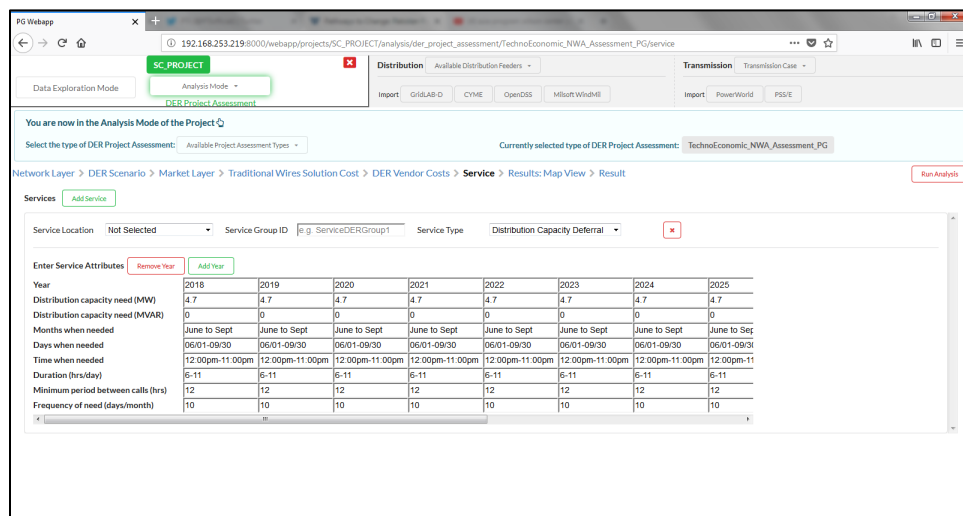 PG Webapp
192.168.253.219:8000/webapp/projects/SC_PROJECT/analysis/der_project_assessment/TechnoEconomic_NWA_Assessment_PG/service
Data Exploration Mode
SC_PROJECT
Analysis Mode
DER Project Assessment
Distribution Available Distribution Feeders
Import GridLAB-D CYME OpenDSS Milsoft WindMil
Transmission Transmission Case
Import PowerWorld PSS/E
You are now in the Analysis Mode of the Project
Select the type of DER Project Assessment: Available Project Assessment Types
Currently selected type of DER Project Assessment: TechnoEconomic_NWA_Assessment_PG
Network Layer > DER Scenario > Market Layer > Traditional Wires Solution Cost > DER Vendor Costs > Service > Results: Map View > Result
Run Analysis
Services Add Service
Service Location Not Selected Service Group ID e.g. ServiceDERGroup1 Service Type Distribution Capacity Deferral
Enter Service Attributes Remove Year Add Year
Year 2018 2019 2020 2021 2022 2023 2024 2025
Distribution capacity need (MW) 4.7 4.7 4.7 4.7 4.7 4.7 4.7 4.7
Distribution capacity need (MVAR) 0 0 0 0 0 0 0 0
Months when needed June to Sept June to Sept June to Sept June to Sept June to Sept June to Sept June to Sept June to Sep
Days when needed 06/01-09/30 06/01-09/30 06/01-09/30 06/01-09/30 06/01-09/30 06/01-09/30 06/01-09/30 06/01-09/3
Time when needed 12:00pm-11:00pm 12:00pm-11:00pm 12:00pm-11:00pm 12:00pm-11:00pm 12:00pm-11:00pm 12:00pm-11:00pm 12:00pm-11:00pm 12:00pm-11
Duration (hrs/day) 6-11 6-11 6-11 6-11 6-11 6-11 6-11 6-11
Minimum period between calls (hrs) 12 12 12 12 12 12 12 12
Frequency of need (days/month) 10 10 10 10 10 10 10 10